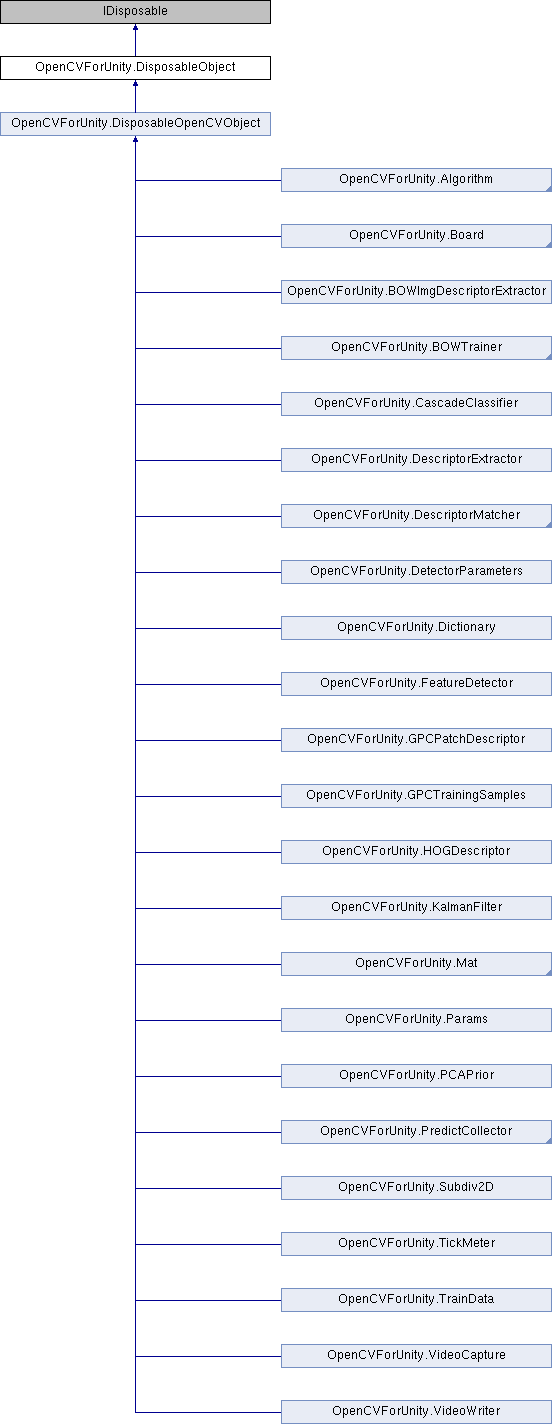 IDisposable
OpenCVForUnity.DisposableObject
OpenCVForUnity.DisposableOpenCVObject
OpenCVForUnity.Algorithm
OpenCVForUnity.Board
OpenCVForUnity.BOWImgDescriptorExtractor
OpenCVForUnity.BOWTrainer
OpenCVForUnity.CascadeClassifier
OpenCVForUnity.DescriptorExtractor
OpenCVForUnity.DescriptorMatcher
OpenCVForUnity.DetectorParameters
OpenCVForUnity.Dictionary
OpenCVForUnity.FeatureDetector
OpenCVForUnity.GPCPatchDescriptor
OpenCVForUnity.GPCTrainingSamples
OpenCVForUnity.HOGDescriptor
OpenCVForUnity.KalmanFilter
OpenCVForUnity.Mat
OpenCVForUnity.Params
OpenCVForUnity.PCAPrior
OpenCVForUnity.PredictCollector
OpenCVForUnity.Subdiv2D
OpenCVForUnity.TickMeter
OpenCVForUnity.TrainData
OpenCVForUnity.VideoCapture
OpenCVForUnity.VideoWriter